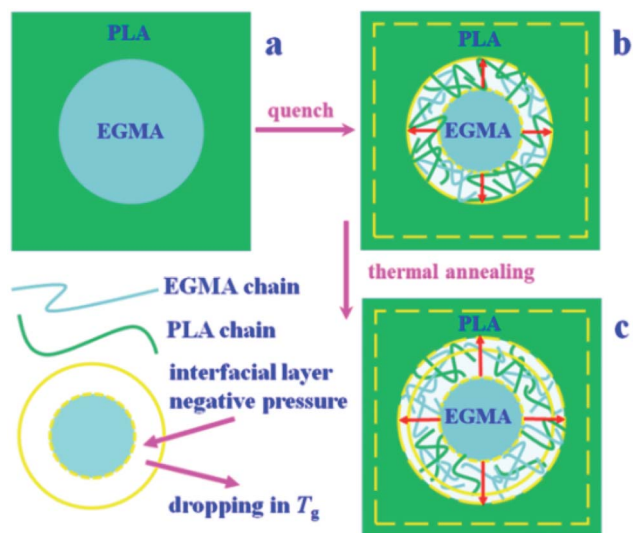 PLA
a
EGMA
quench
PLA
b
EGMA
thermal annealing
EGMA chain
PLA chain
interfacial layer
negative pressure
dropping in Tg
PLA
c
EGMA